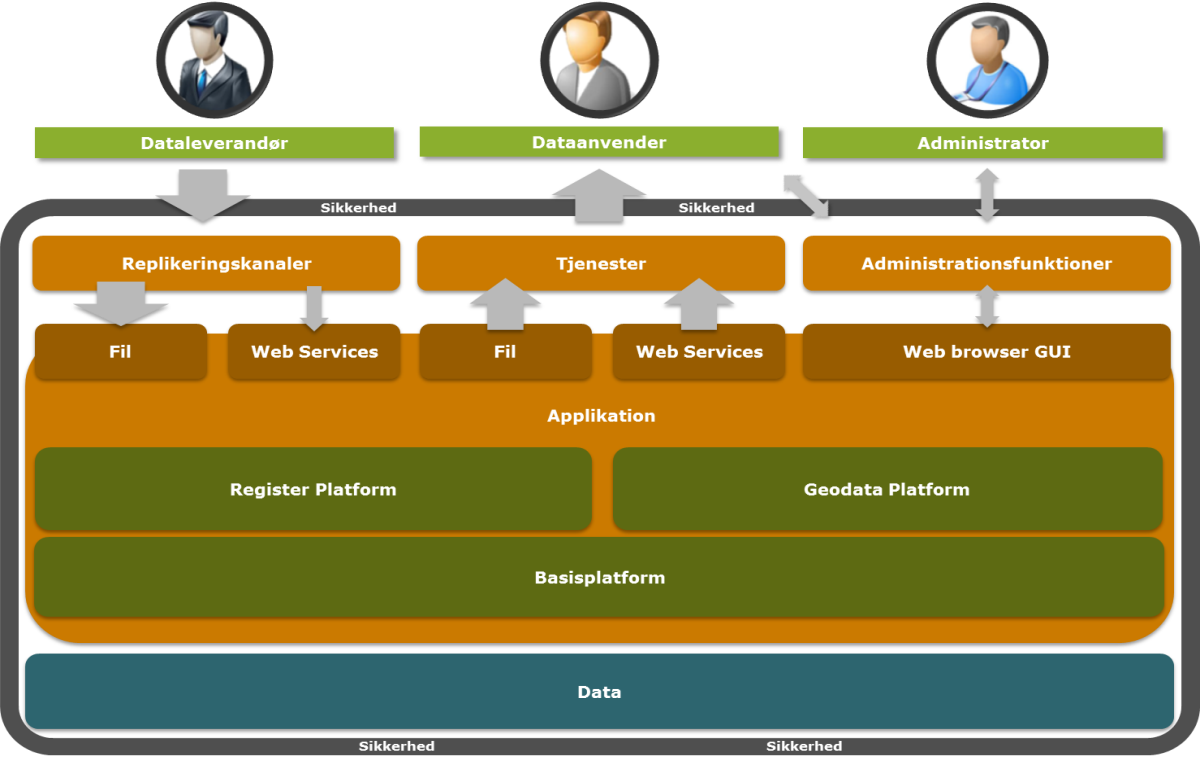 Dataleverandør
Dataanvender
Administrator
Sikkerhed
Sikkerhed
Replikeringskanaler
Tjenester
Administrationsfunktioner
Fil
Web Services
Fil
Web Services
Web browser GUI
Applikation
Register Platform
Geodata Platform
Basisplatform
Data
Sikkerhed
Sikkerhed